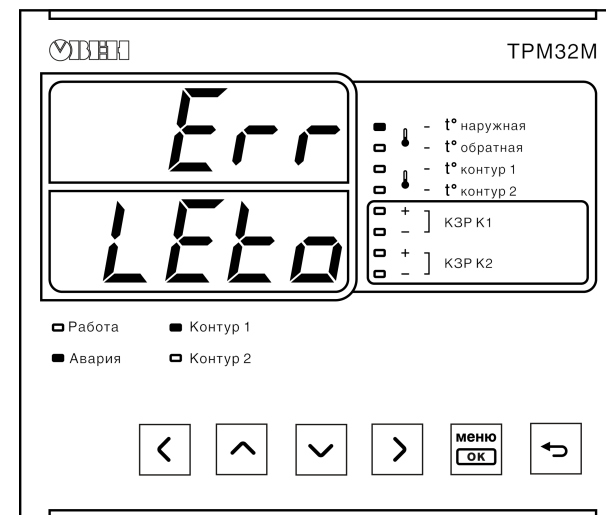 ОВЕН
ТРМ32М
Err
LEto
t° наружная
t° обратная
t° контур 1
t° контур 2
+
–
КЗР К1
+
–
КЗР К2
Работа
Контур 1
Авария
Контур 2
меню
ок